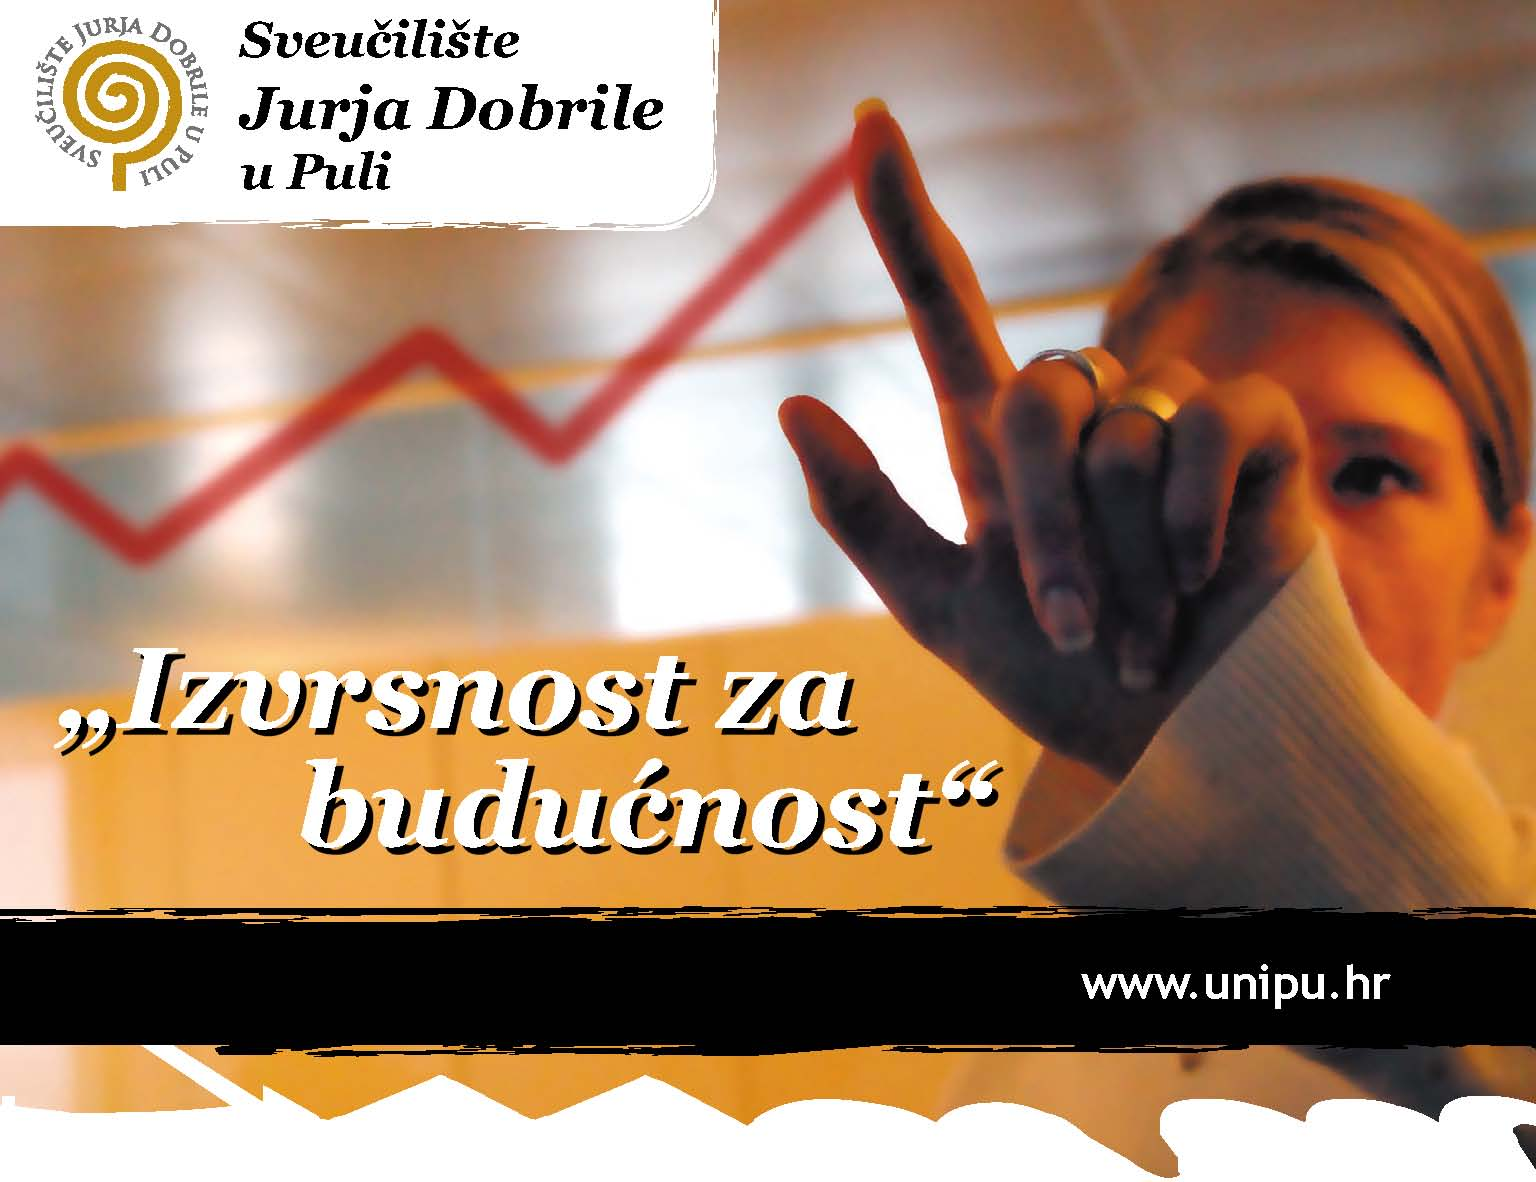 SVEUČILIŠTE JURJA DOBRILE U PULI
Sveučilište
Jurja Dobrile
u Puli
„Izvrsnost za
budućnost“
www.unipu.hr